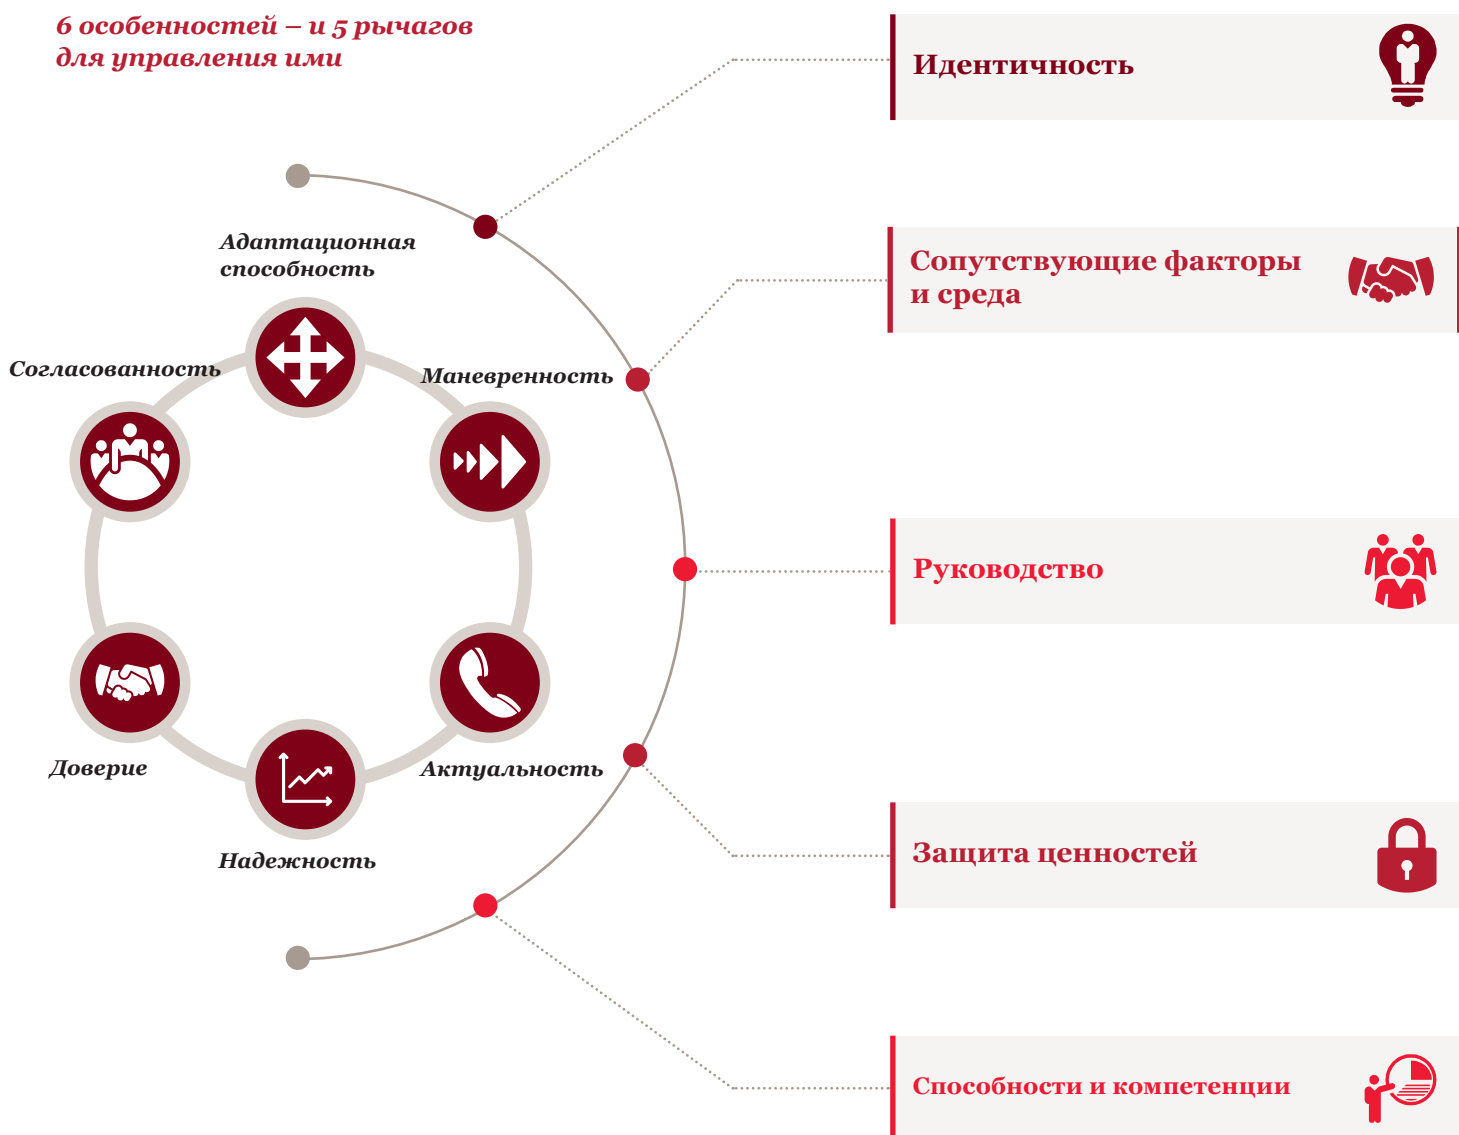 6 особенностей – и 5 рычагов
для управления ими
Идентичность
Адаптационная
способность
Сопутствующие факторы
и среда
Согласованность
Маневренность
Руководство
Доверие
Актуальность
Надежность
Защита ценностей
Способности и компетенции